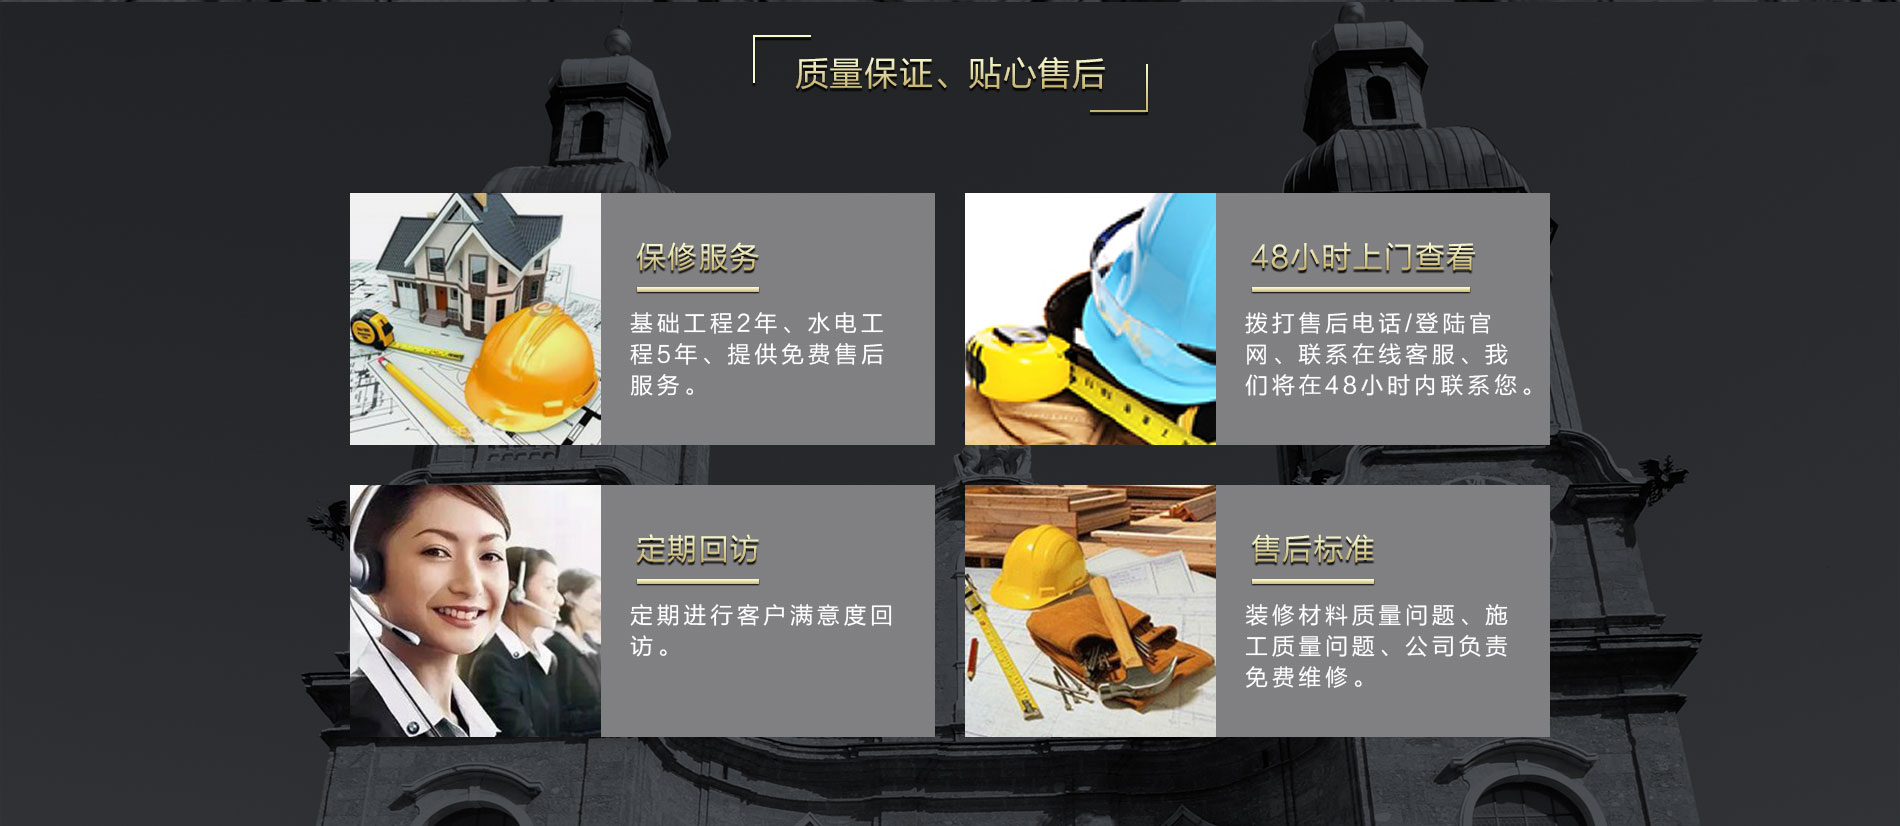 质量保证、贴心售后
保修服务
基础工程2年、水电工
程5年、提供免费售后
服务。
48小时上门查看
拨打售后电话/登陆官
网、联系在线客服、我
们将在48小时内联系您。
定期回访
定期进行客户满意度回
访。
售后标准
装修材料质量问题、施
工质量问题、公司负责
免费维修。